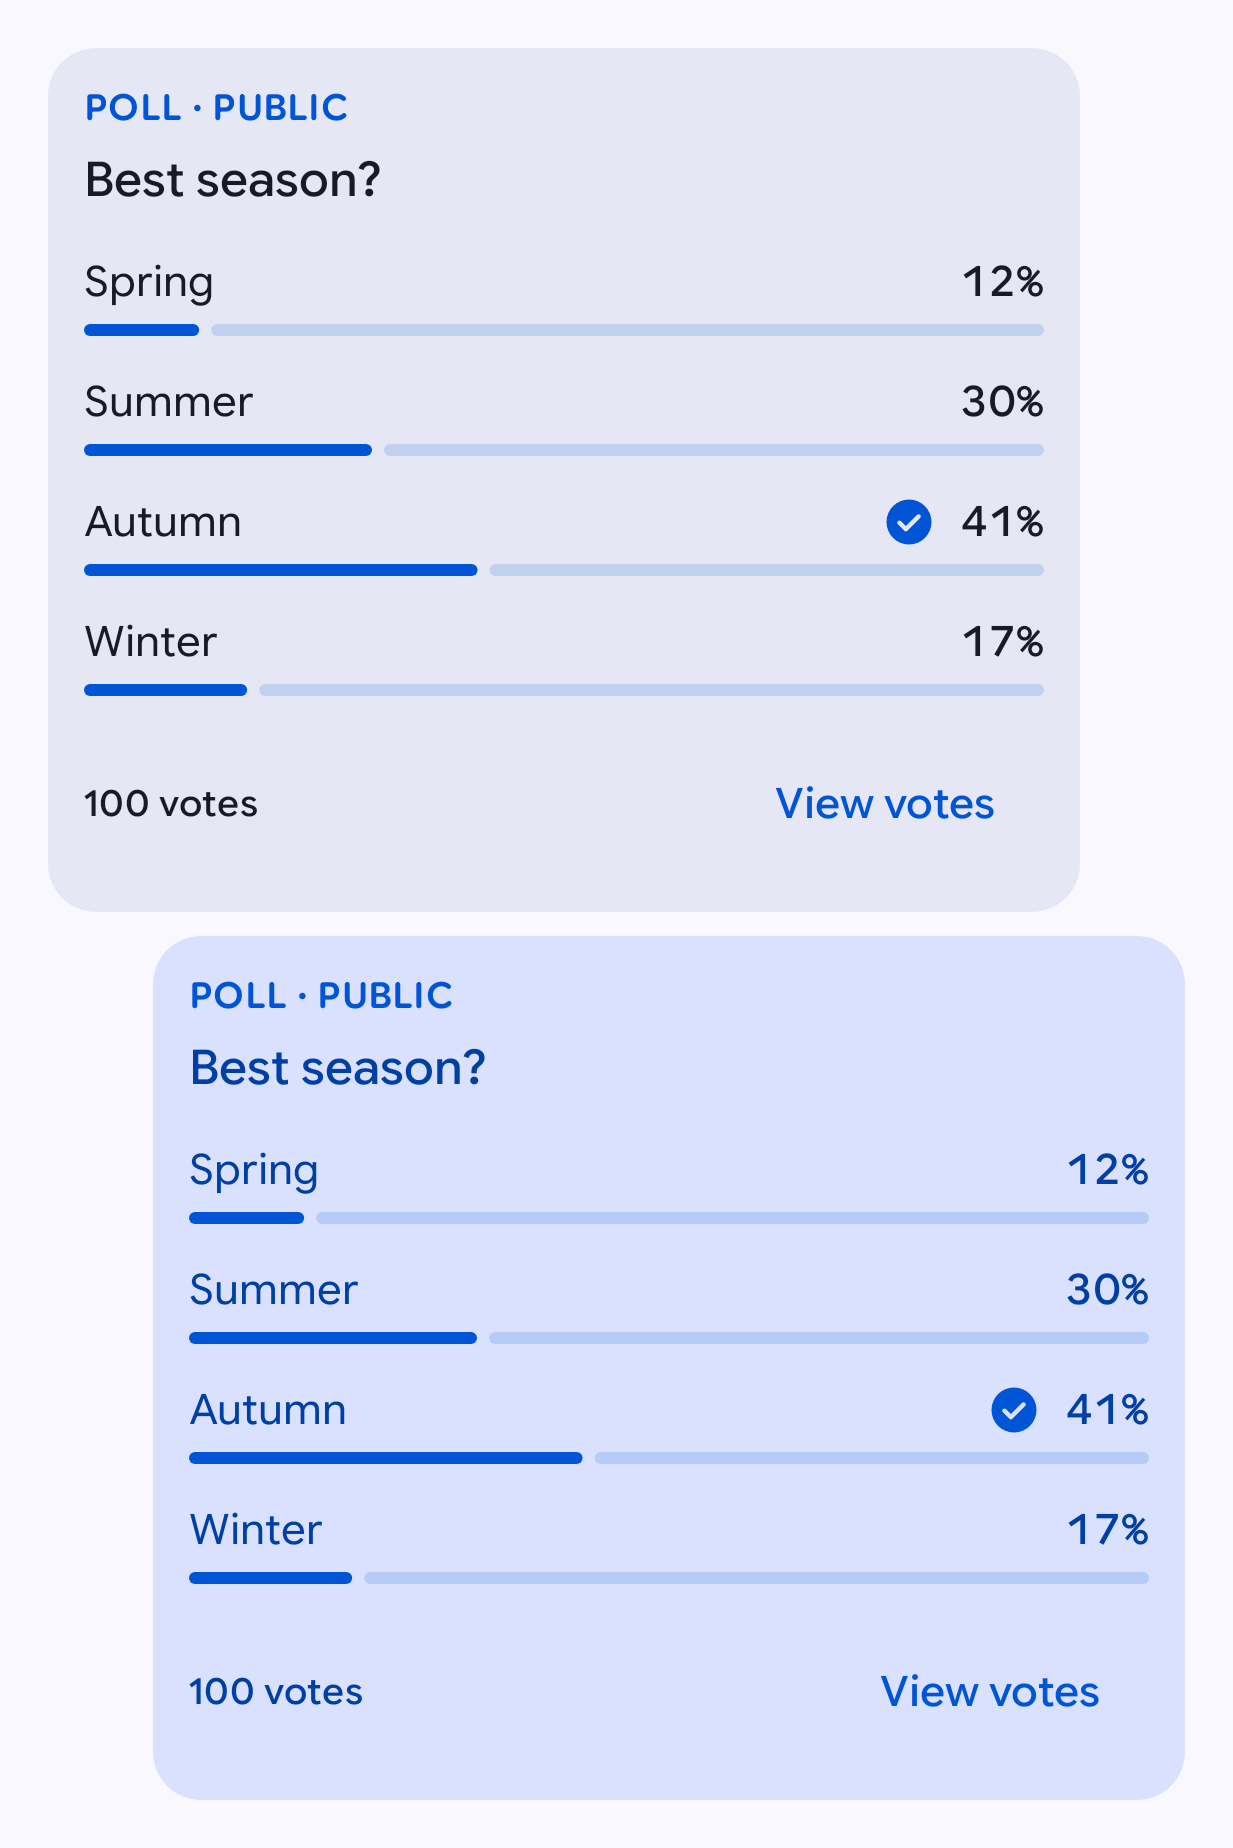 POLL · PUBLIC
Best season?
Spring 12%
Summer 30%
Autumn 41%
Winter 17%
100 votes View votes
POLL · PUBLIC
Best season?
Spring 12%
Summer 30%
Autumn 41%
Winter 17%
100 votes View votes